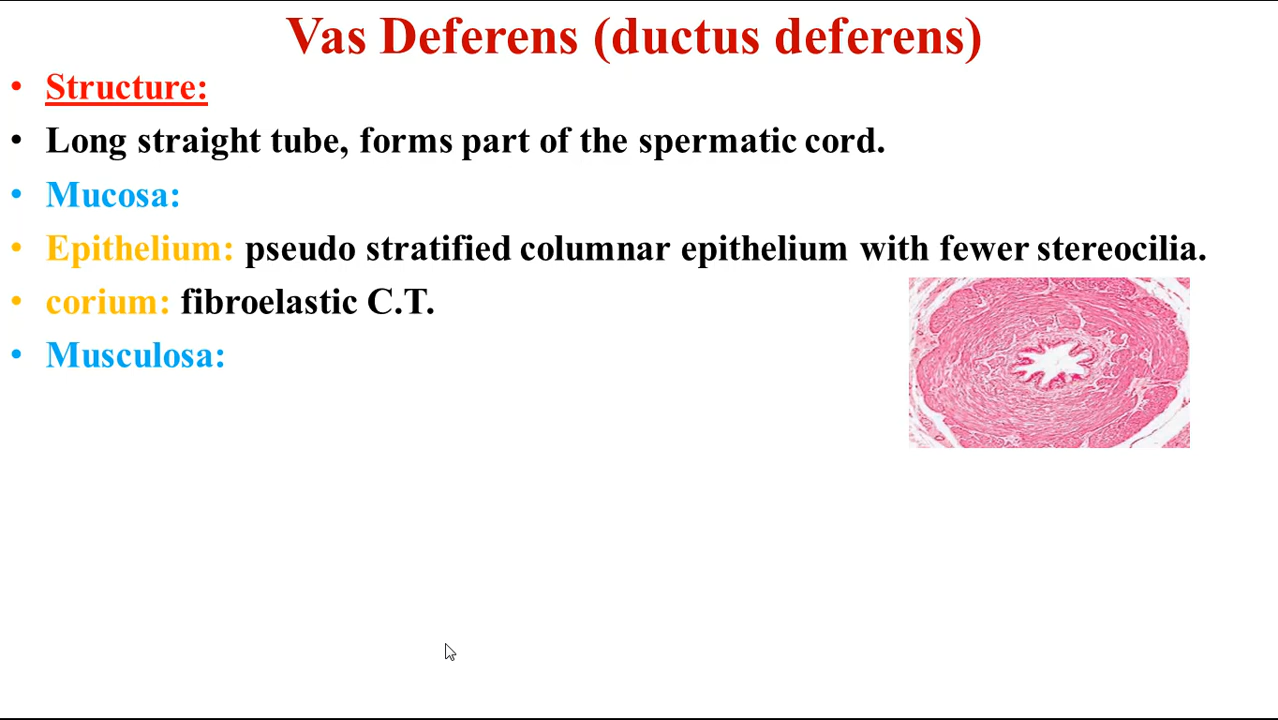 Vas Deferens (ductus deferens)
• Structure:
• Long straight tube, forms part of the spermatic cord.
• Mucosa:
• Epithelium: pseudo stratified columnar epithelium with fewer stereocilia.
• corium: fibroelastic C.T.
• Musculosa: